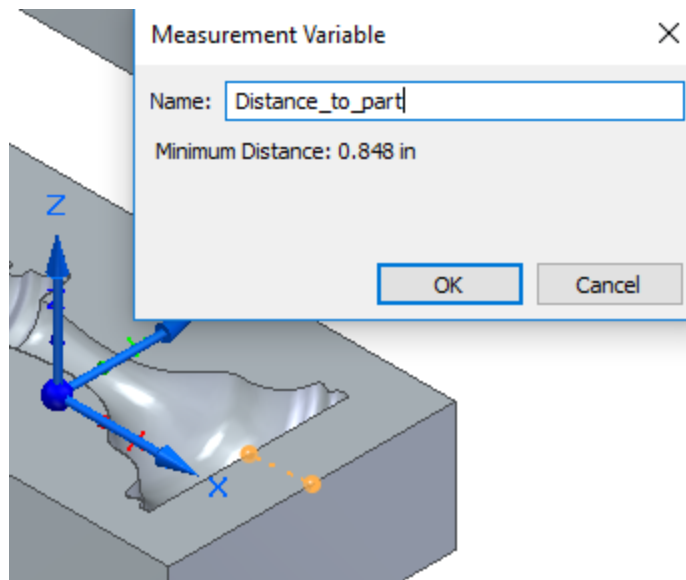 Measurement Variable
Name: Distance_to_part
Minimum Distance: 0.848 in
OK Cancel
Z
X